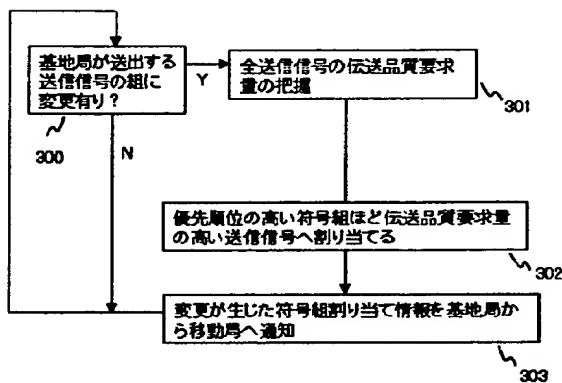 基地局が送出する
送信信号の組に
変更有り？
Y
全送信信号の伝送品質要求
量の把握
301
300
N
優先順位の高い符号組ほど伝送品質要求量
の高い送信信号へ割り当てる
302
変更が生じた符号組割り当て情報を基地局か
ら移動局へ通知
303